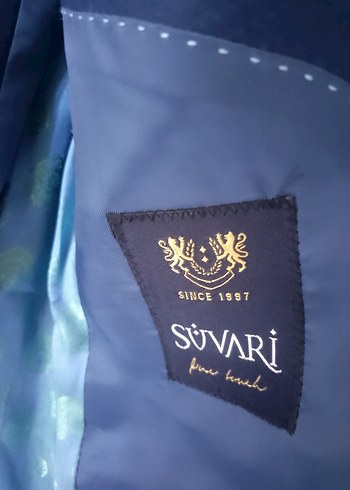 SINCE 1997
SÜVARİ
fine touch